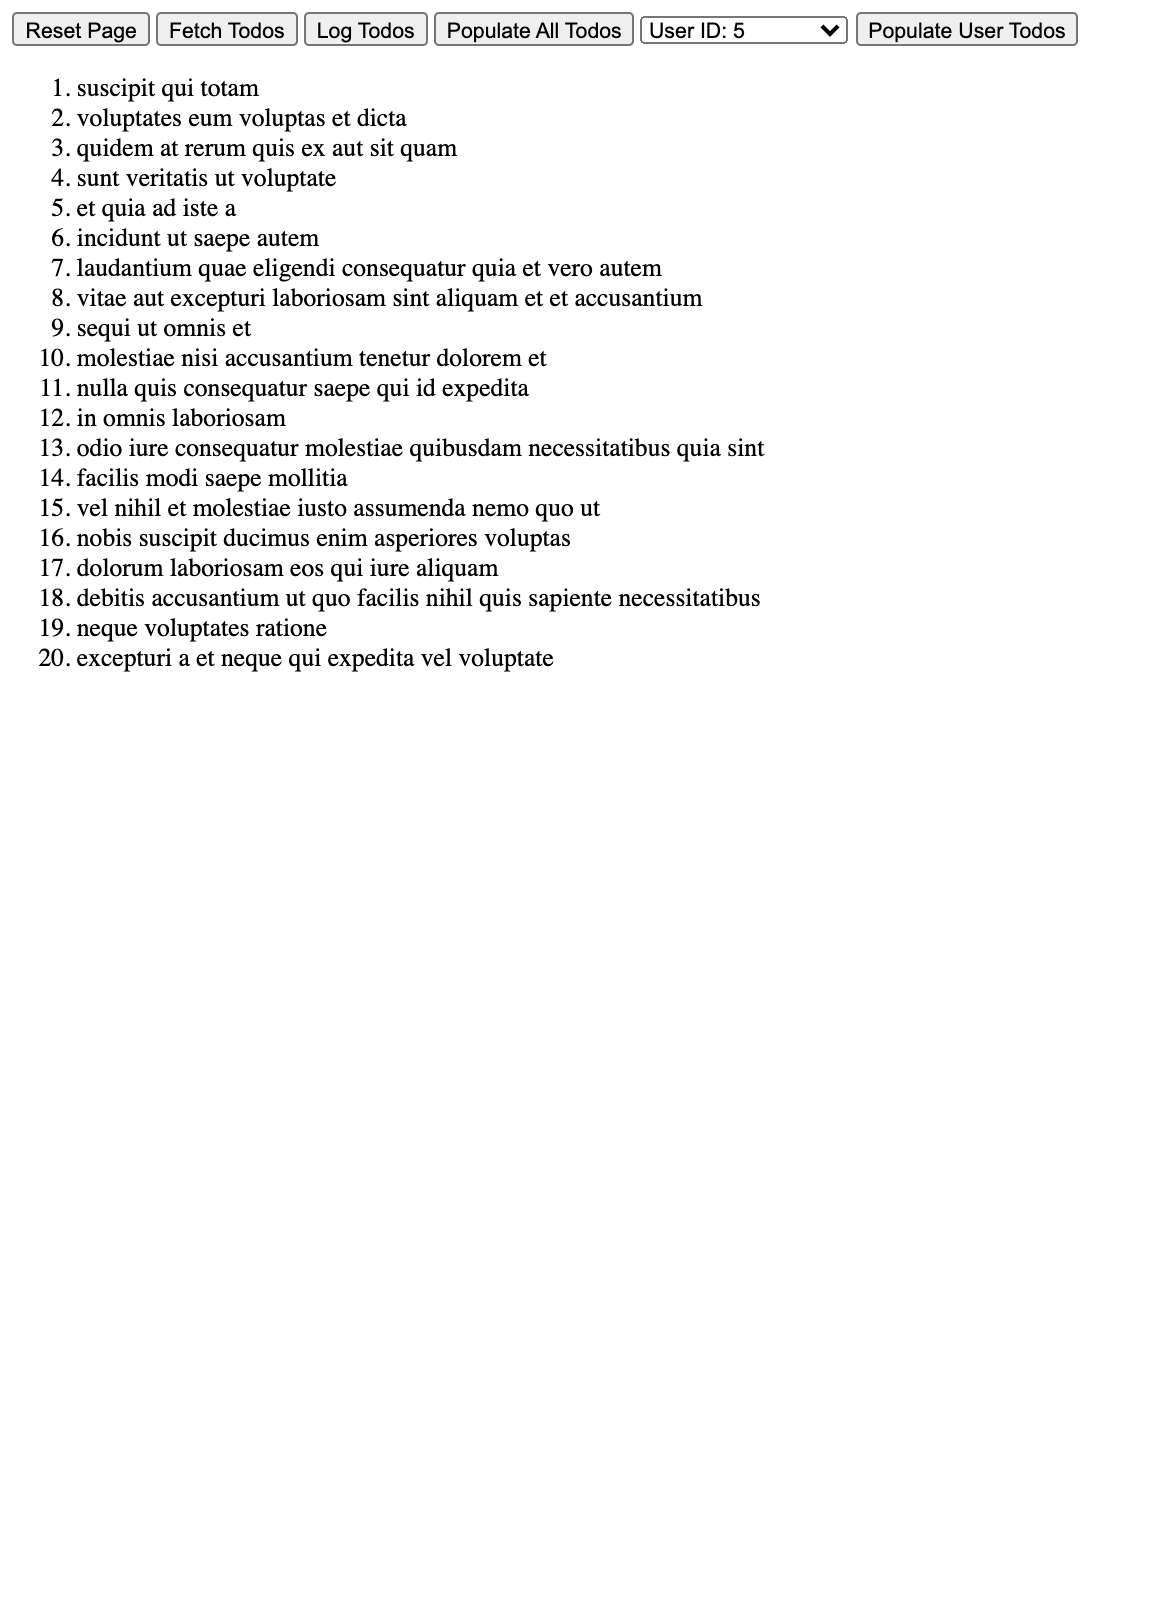 Reset Page Fetch Todos Log Todos Populate All Todos User ID: 5 Populate User Todos
1. suscipit qui totam
2. voluptates eum voluptas et dicta
3. quidem at rerum quis ex aut sit quam
4. sunt veritatis ut voluptate
5. et quia ad iste a
6. incidunt ut saepe autem
7. laudantium quae eligendi consequatur quia et vero autem
8. vitae aut excepturi laboriosam sint aliquam et et accusantium
9. sequi ut omnis et
10. molestiae nisi accusantium tenetur dolorem et
11. nulla quis consequatur saepe qui id expedita
12. in omnis laboriosam
13. odio iure consequatur molestiae quibusdam necessitatibus quia sint
14. facilis modi saepe mollitia
15. vel nihil et molestiae iusto assumenda nemo quo ut
16. nobis suscipit ducimus enim asperiores voluptas
17. dolorum laboriosam eos qui iure aliquam
18. debitis accusantium ut quo facilis nihil quis sapiente necessitatibus
19. neque voluptates ratione
20. excepturi a et neque qui expedita vel voluptate